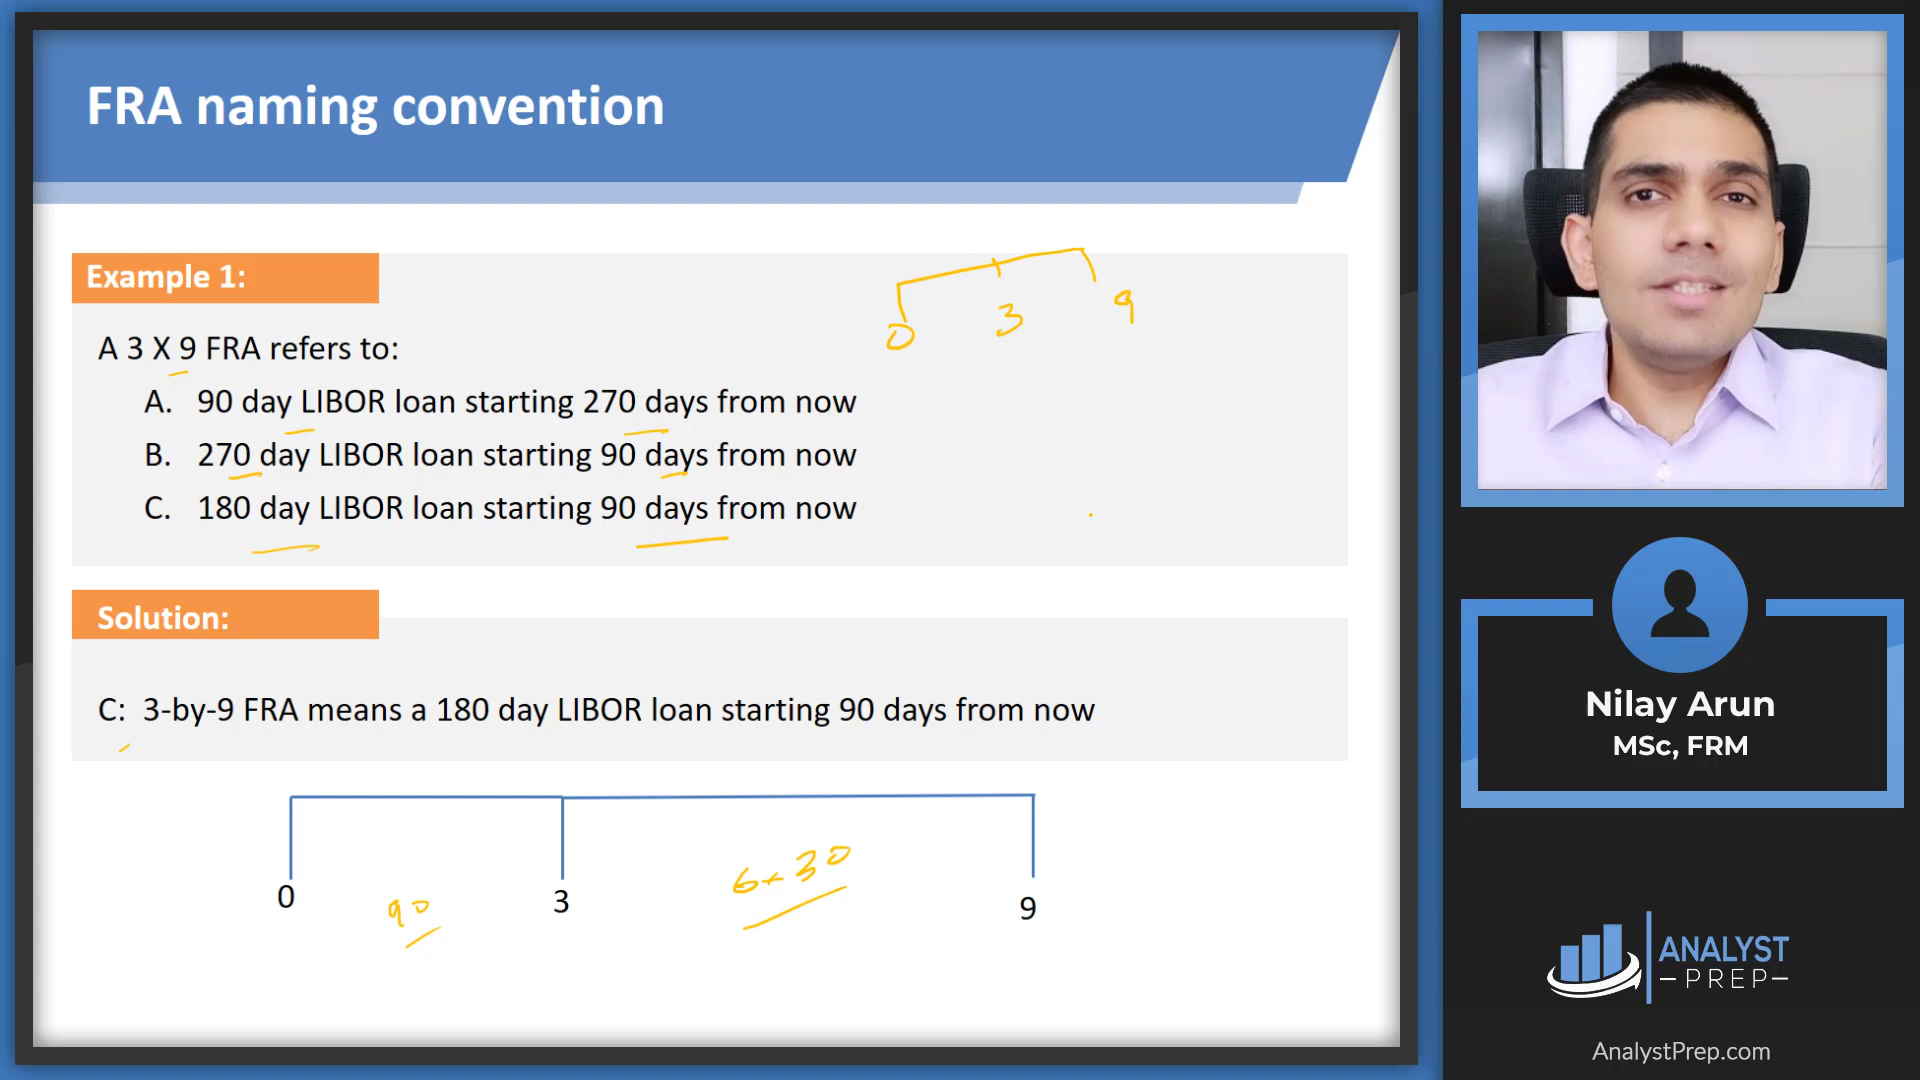 FRA naming convention
Example 1:
0 3 9
A 3 X 9 FRA refers to:
A. 90 day LIBOR loan starting 270 days from now
B. 270 day LIBOR loan starting 90 days from now
C. 180 day LIBOR loan starting 90 days from now
Solution:
C: 3-by-9 FRA means a 180 day LIBOR loan starting 90 days from now
0 3 9
90
6 × 30
Nilay Arun
MSc, FRM
ANALYST
PREP
AnalystPrep.com